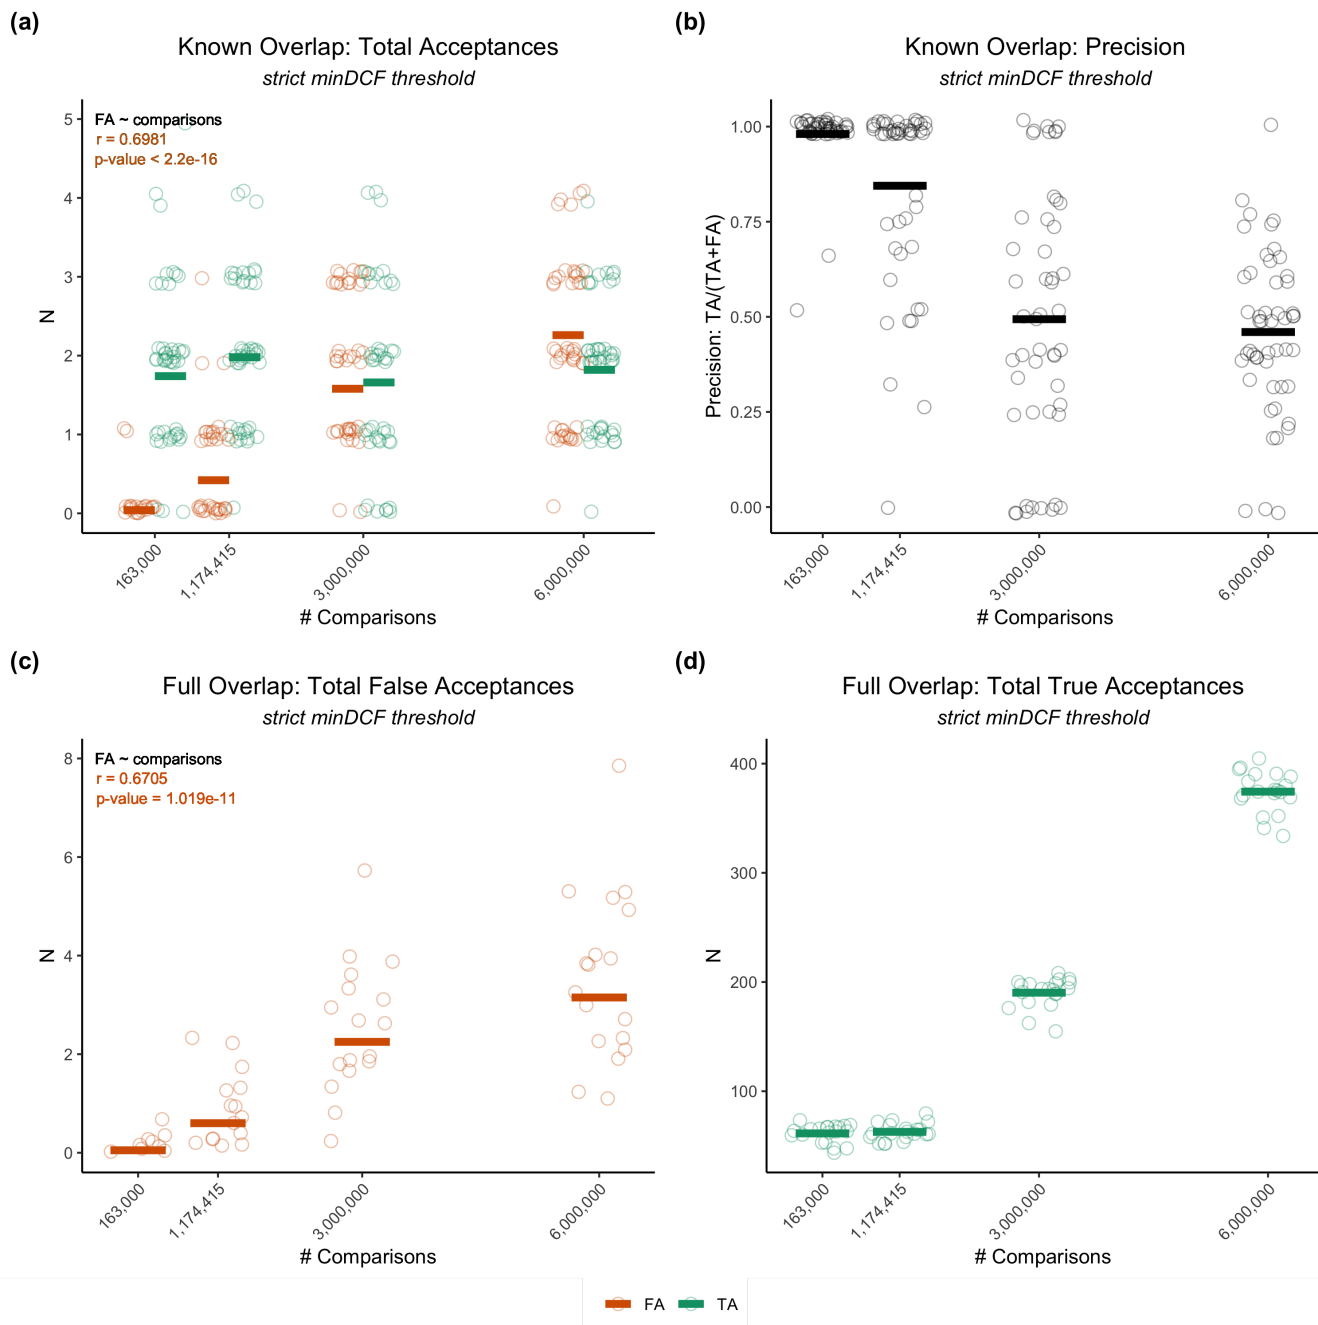 (a)
Known Overlap: Total Acceptances
strict minDCF threshold
FA ~ comparisons
r = 0.6981
p-value < 2.2e-16
N
5
4
3
2
1
0
163,000
1,174,415
3,000,000
6,000,000
# Comparisons
(b)
Known Overlap: Precision
strict minDCF threshold
Precision: TA/(TA+FA)
1.00
0.75
0.50
0.25
0.00
163,000
1,174,415
3,000,000
6,000,000
# Comparisons
(c)
Full Overlap: Total False Acceptances
strict minDCF threshold
FA ~ comparisons
r = 0.6705
p-value = 1.019e-11
N
8
6
4
2
0
163,000
1,174,415
3,000,000
6,000,000
# Comparisons
(d)
Full Overlap: Total True Acceptances
strict minDCF threshold
N
400
300
200
100
163,000
1,174,415
3,000,000
6,000,000
# Comparisons
FA
TA